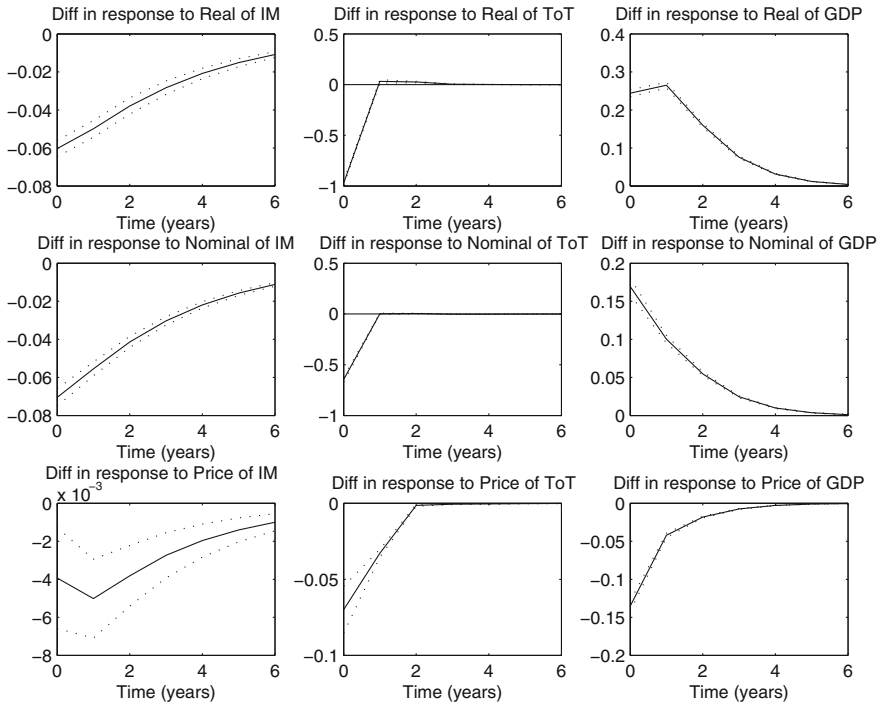 Diff in response to Real of IM
0
−0.02
−0.04
−0.06
−0.08
0 2 4 6
Time (years)
Diff in response to Real of ToT
0.5
0
−0.5
−1
0 2 4 6
Time (years)
Diff in response to Real of GDP
0.4
0.3
0.2
0.1
0
0 2 4 6
Time (years)
Diff in response to Nominal of IM
0
−0.02
−0.04
−0.06
−0.08
0 2 4 6
Time (years)
Diff in response to Nominal of ToT
0.5
0
−0.5
−1
0 2 4 6
Time (years)
Diff in response to Nominal of GDP
0.2
0.15
0.1
0.05
0
0 2 4 6
Time (years)
Diff in response to Price of IM
x 10⁻³
0
−2
−4
−6
−8
0 2 4 6
Time (years)
Diff in response to Price of ToT
0
−0.05
−0.1
0 2 4 6
Time (years)
Diff in response to Price of GDP
0
−0.05
−0.1
−0.15
−0.2
0 2 4 6
Time (years)